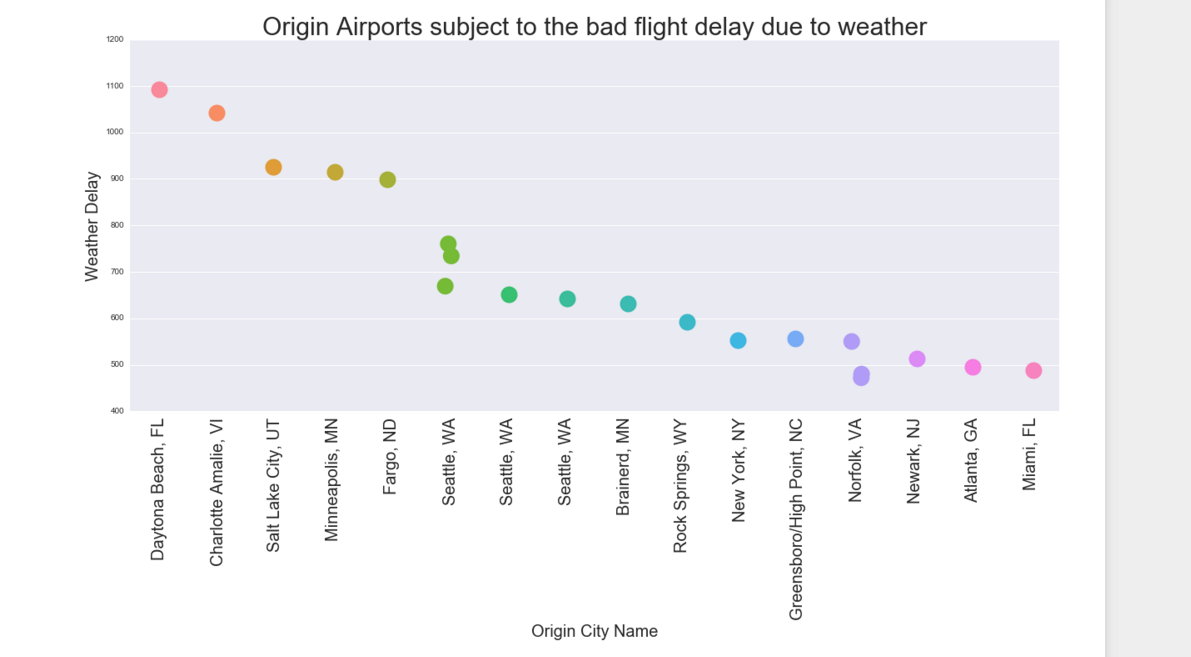 Origin Airports subject to the bad flight delay due to weather
1200
1100
1000
900
800
700
600
500
400
Weather Delay
Daytona Beach, FL
Charlotte Amalie, VI
Salt Lake City, UT
Minneapolis, MN
Fargo, ND
Seattle, WA
Seattle, WA
Seattle, WA
Brainerd, MN
Rock Springs, WY
New York, NY
Greensboro/High Point, NC
Norfolk, VA
Newark, NJ
Atlanta, GA
Miami, FL
Origin City Name